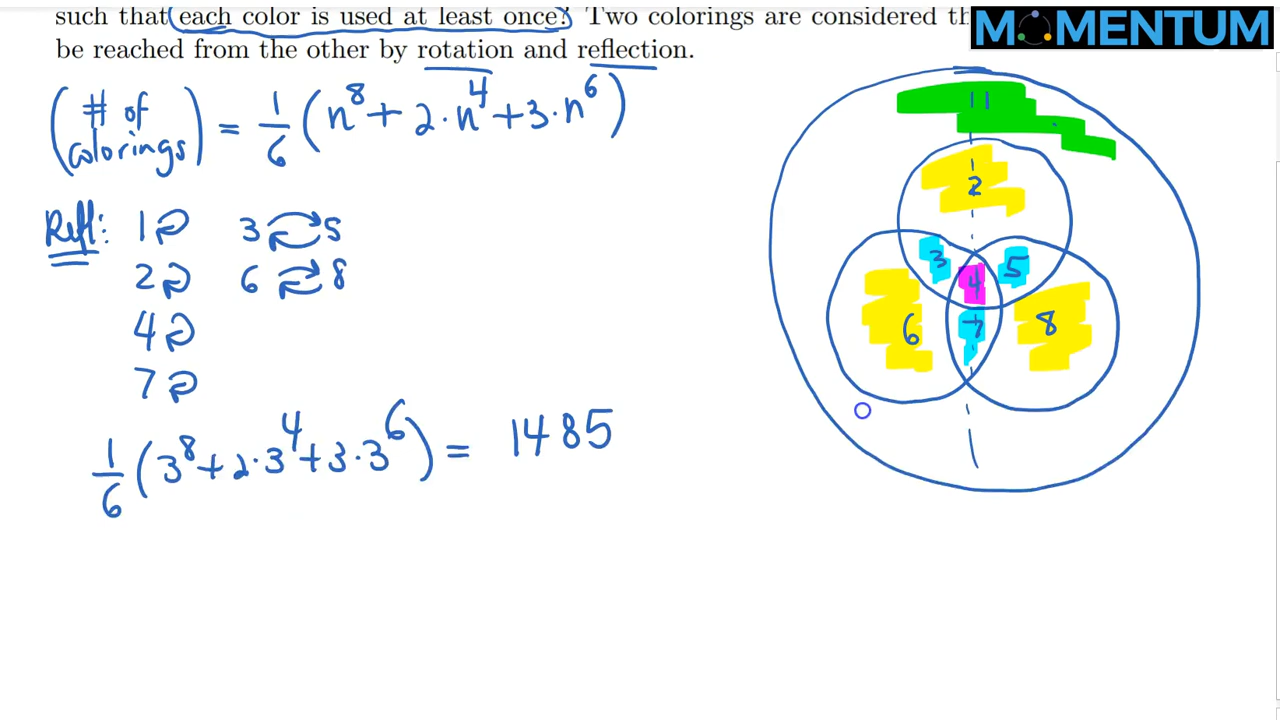 such that each color is used at least once? Two colorings are considered th
be reached from the other by rotation and reflection.
MOMENTUM
(# of colorings) = 1/6 (n^8 + 2·n^4 + 3·n^6)
Refl: 1 3 5
2 6 8
4
7
1/6 (3^8 + 2·3^4 + 3·3^6) = 1485
11
2
3 4 5
6 7 8